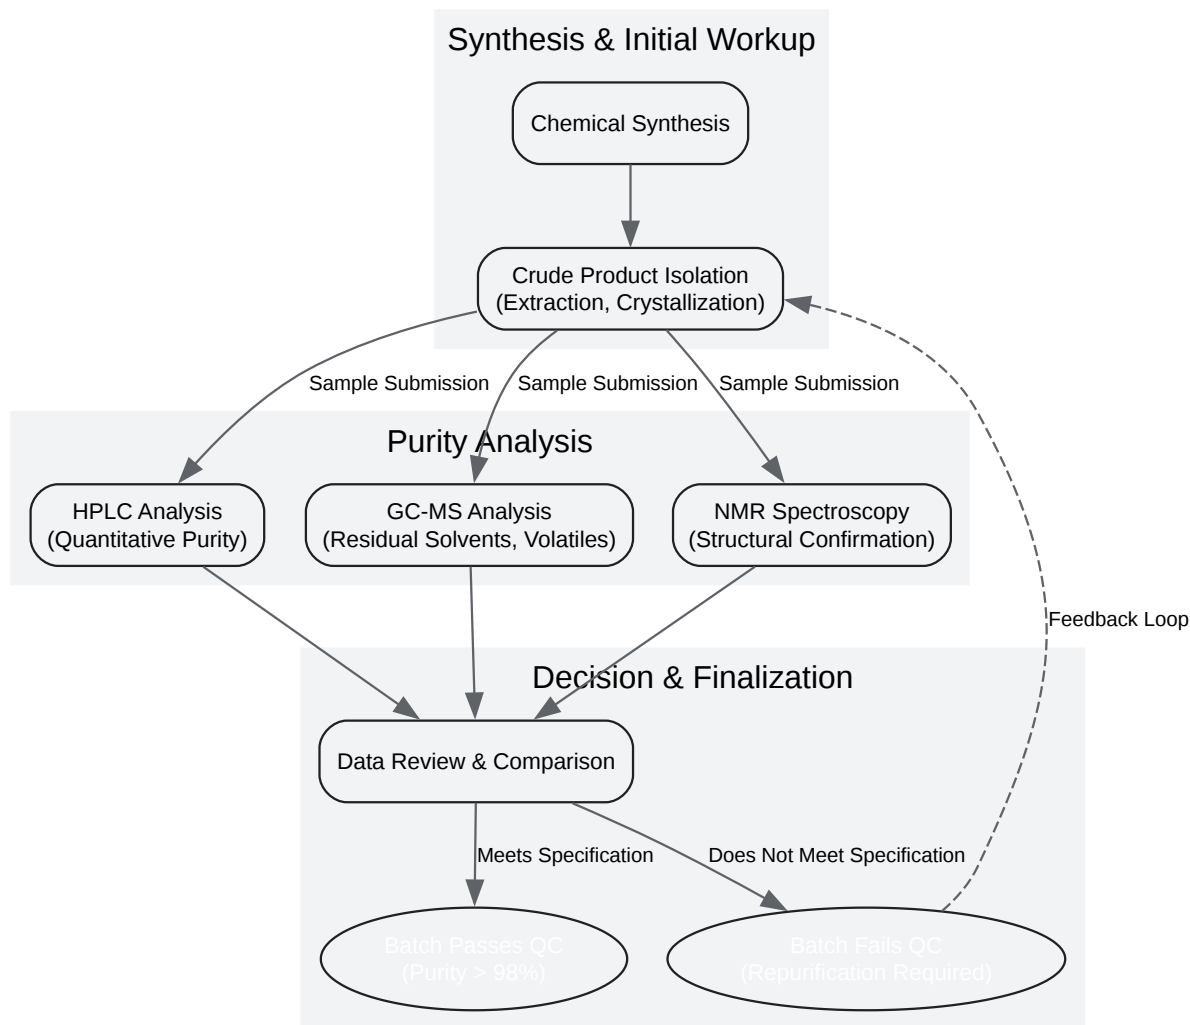 Synthesis & Initial Workup
Chemical Synthesis
Crude Product Isolation
(Extraction, Crystallization)
Sample Submission
Sample Submission
Sample Submission
Purity Analysis
HPLC Analysis
(Quantitative Purity)
GC-MS Analysis
(Residual Solvents, Volatiles)
NMR Spectroscopy
(Structural Confirmation)
Feedback Loop
Decision & Finalization
Data Review & Comparison
Meets Specification
Does Not Meet Specification
Batch Passes QC
(Purity > 98%)
Batch Fails QC
(Repurification Required)